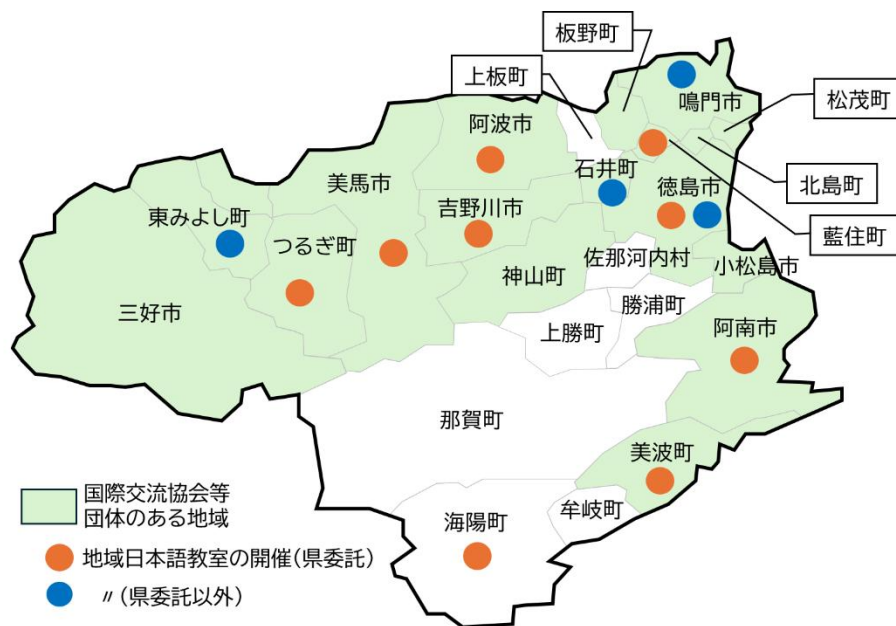 板野町
上板町
鳴門市
松茂町
阿波市
石井町
徳島市
北島町
美馬市
吉野川市
藍住町
東みよし町
つるぎ町
佐那河内村
小松島市
神山町
勝浦町
三好市
上勝町
阿南市
那賀町
美波町
国際交流協会等
団体のある地域
海陽町
牟岐町
地域日本語教室の開催(県委託)
〃(県委託以外)